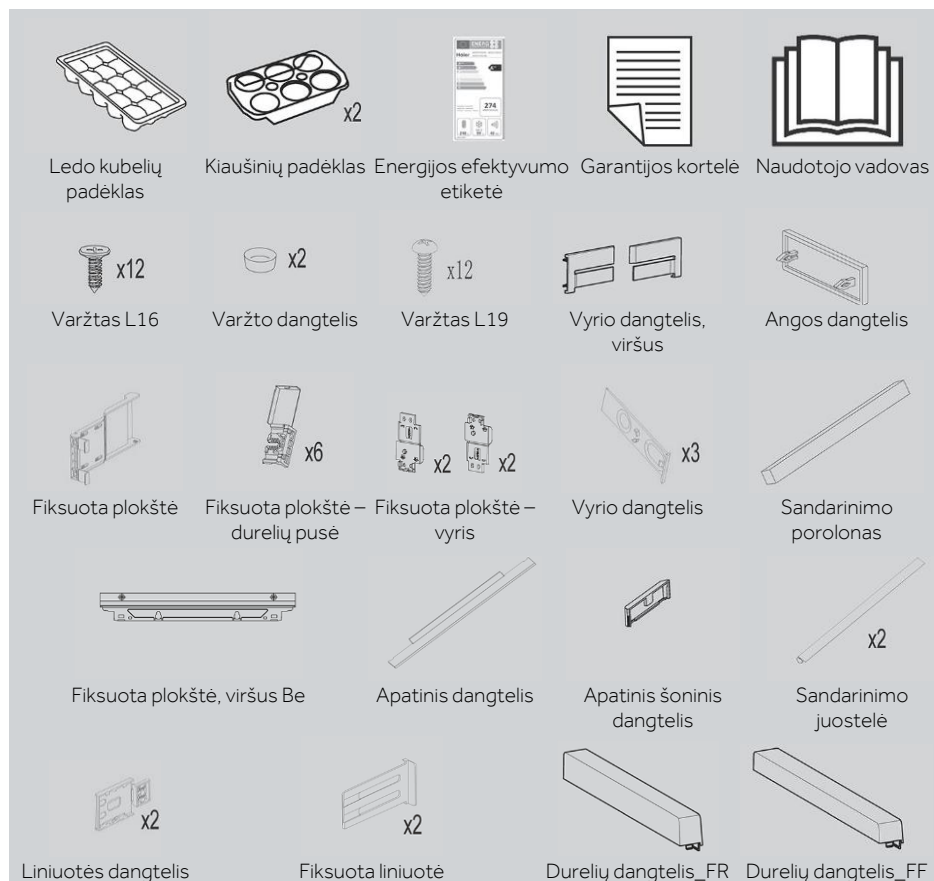 x2
ENERG
Haier
274
Ledo kubelių
padėklas
Kiaušinių padėklas
Energijos efektyvumo
etiketė
Garantijos kortelė
Naudotojo vadovas
x12
x2
x12
Varžtas L16
Varžto dangtelis
Varžtas L19
Vyrio dangtelis,
viršus
Angos dangtelis
x6
x2
x2
x3
Fiksuota plokštė
Fiksuota plokštė –
durelių pusė
Fiksuota plokštė –
vyris
Vyrio dangtelis
Sandarinimo
porolonas
x2
Fiksuota plokštė, viršus Be
Apatinis dangtelis
Apatinis šoninis
dangtelis
Sandarinimo
juostelė
x2
x2
Liniuotės dangtelis
Fiksuota liniuotė
Durelių dangtelis_FR
Durelių dangtelis_FF